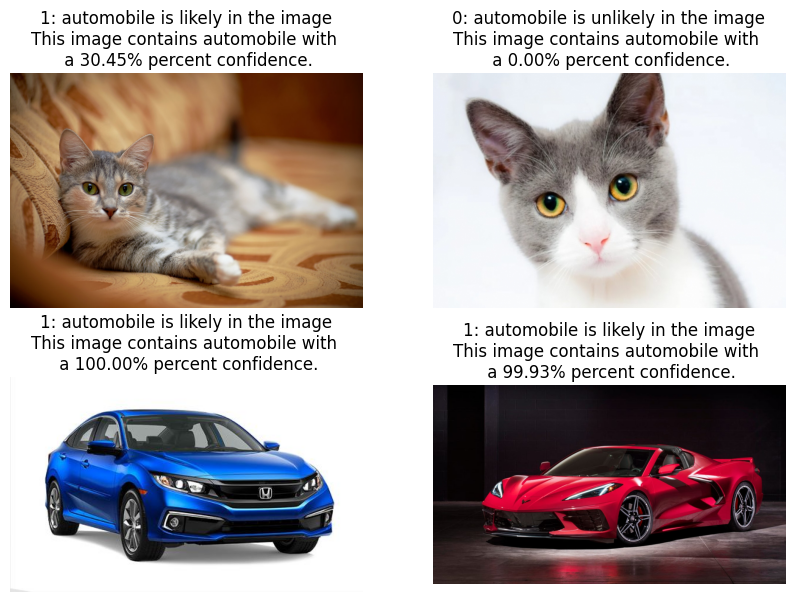 1: automobile is likely in the image
This image contains automobile with
a 30.45% percent confidence.
0: automobile is unlikely in the image
This image contains automobile with
a 0.00% percent confidence.
1: automobile is likely in the image
This image contains automobile with
a 100.00% percent confidence.
1: automobile is likely in the image
This image contains automobile with
a 99.93% percent confidence.